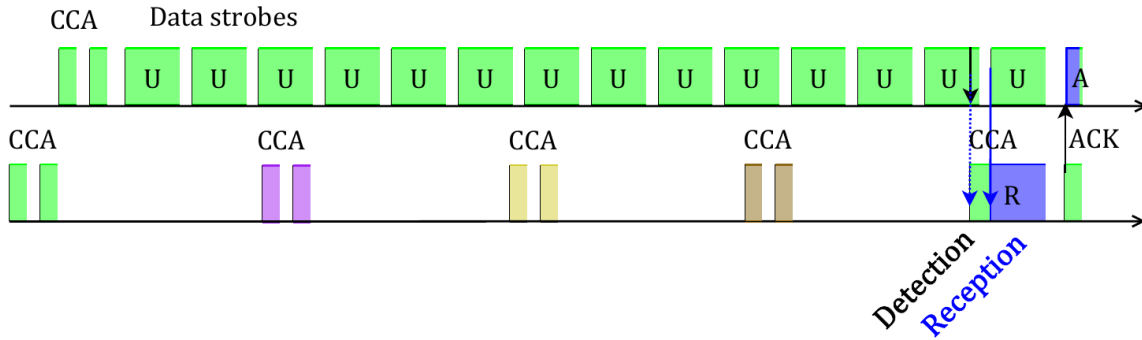 CCA Data strobes
U U U U U U U U U U U U U U A
CCA CCA CCA CCA CCA ACK
R
Detection
Reception